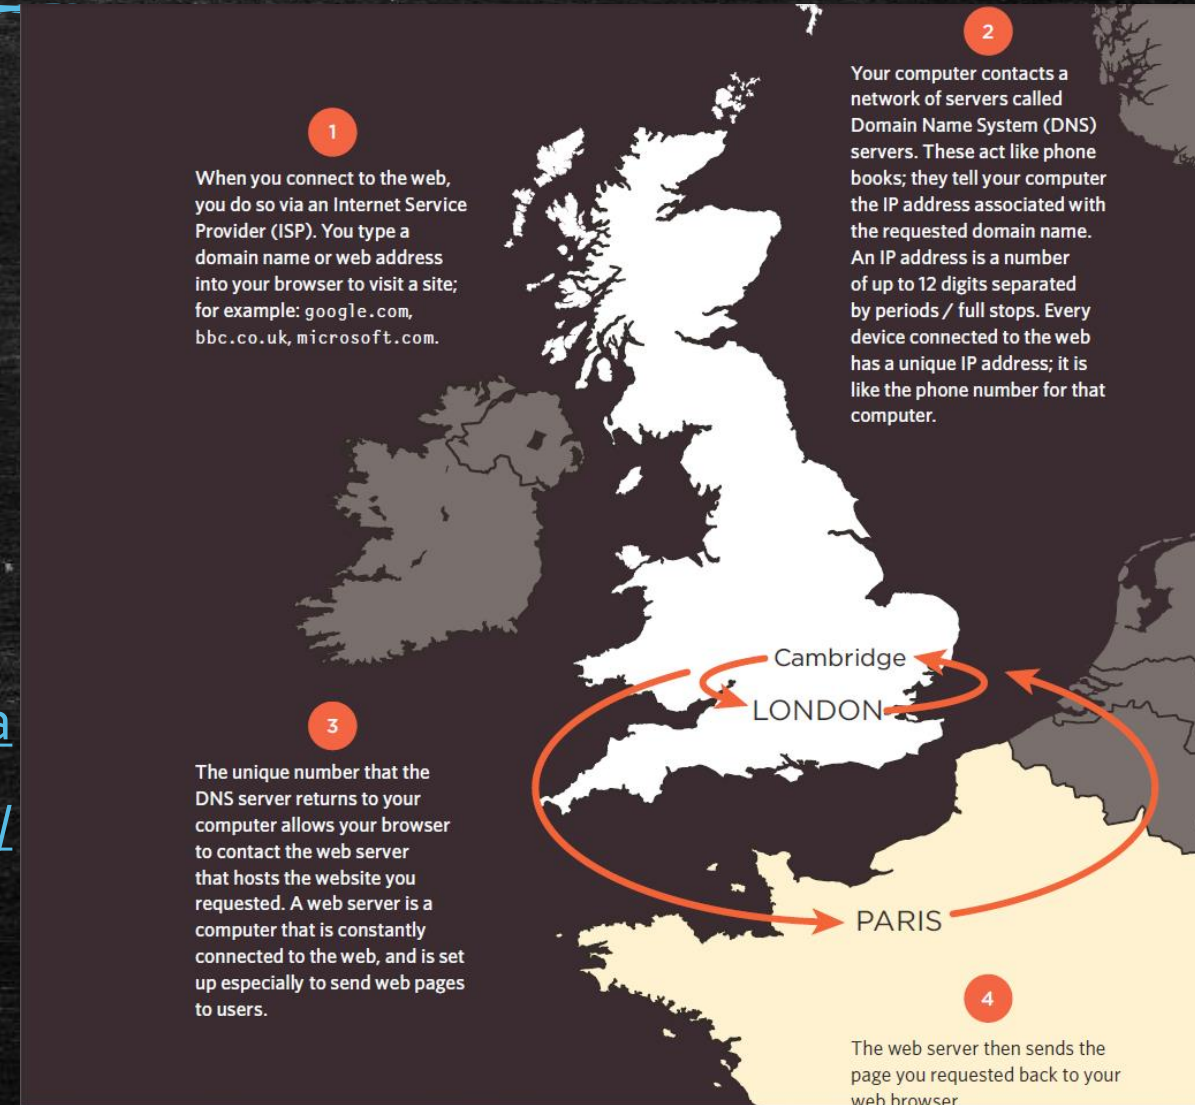 1
When you connect to the web,
you do so via an Internet Service
Provider (ISP). You type a
domain name or web address
into your browser to visit a site;
for example: google.com,
bbc.co.uk, microsoft.com.
2
Your computer contacts a
network of servers called
Domain Name System (DNS)
servers. These act like phone
books; they tell your computer
the IP address associated with
the requested domain name.
An IP address is a number
of up to 12 digits separated
by periods / full stops. Every
device connected to the web
has a unique IP address; it is
like the phone number for that
computer.
Cambridge
LONDON
PARIS
a
/
3
The unique number that the
DNS server returns to your
computer allows your browser
to contact the web server
that hosts the website you
requested. A web server is a
computer that is constantly
connected to the web, and is set
up especially to send web pages
to users.
4
The web server then sends the
page you requested back to your
web browser.